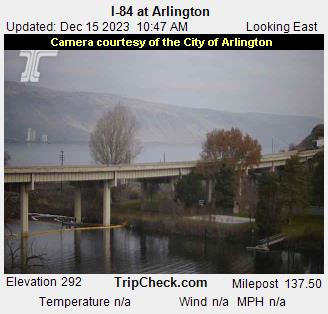 I-84 at Arlington
Updated: Dec 15 2023 10:47 AM Looking East
Camera courtesy of the City of Arlington
Elevation 292 TripCheck.com Milepost 137.50
Temperature n/a Wind n/a MPH n/a